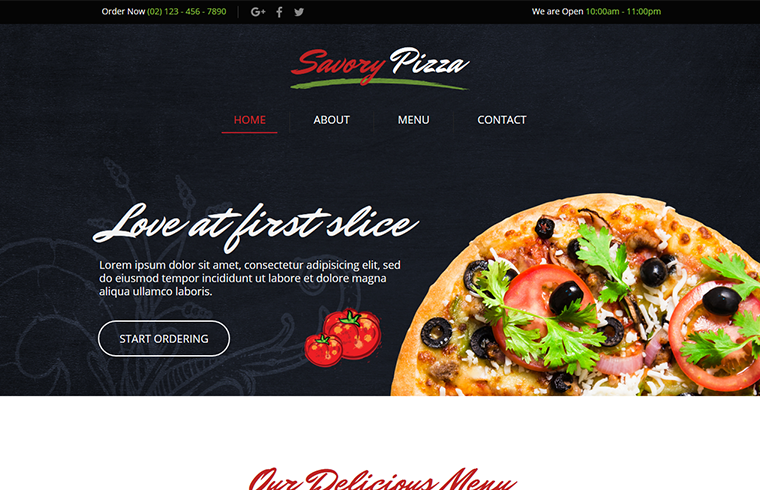 Order Now (02) 123 - 456 - 7890
G+ f
We are Open 10:00am - 11:00pm
Savory Pizza
HOME ABOUT MENU CONTACT
Love at first slice
Lorem ipsum dolor sit amet, consectetur adipisicing elit, sed
do eiusmod tempor incididunt ut labore et dolore magna
aliqua ullamco laboris.
START ORDERING
Our Delicious Menu